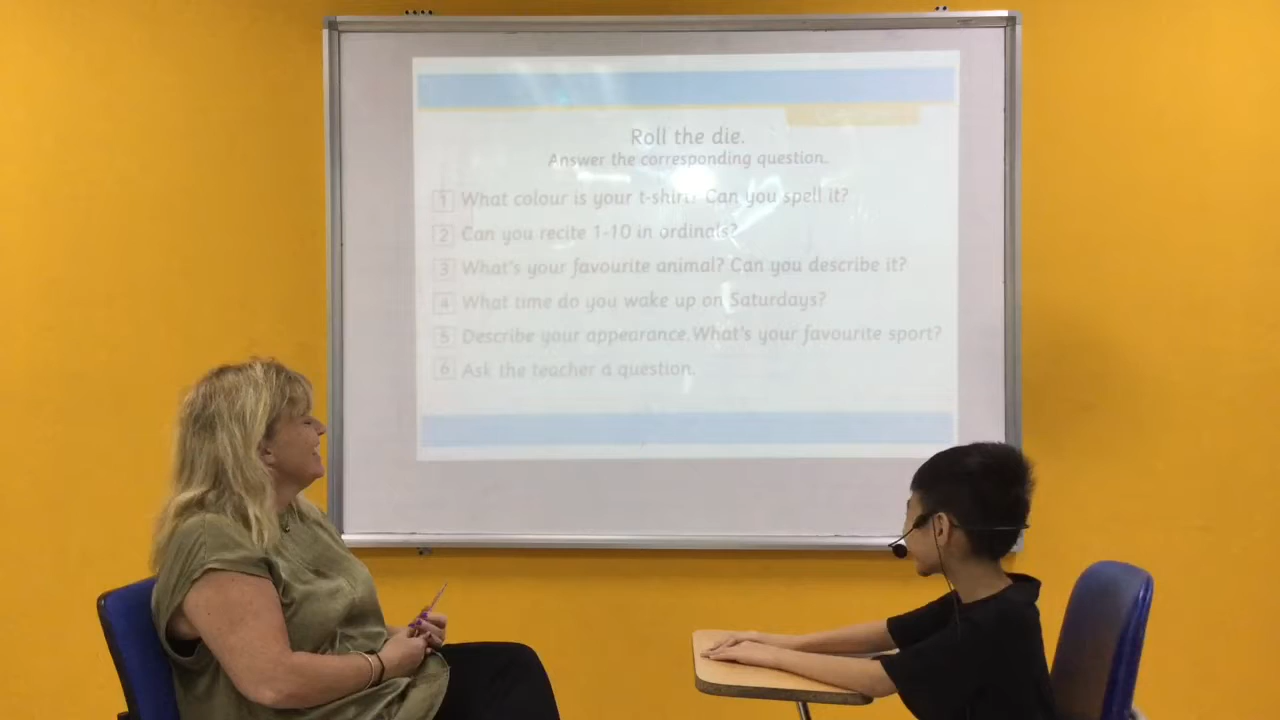 Roll the die.
Answer the corresponding question.
1 What colour is your t-shirt? Can you spell it?
2 Can you recite 1-10 in ordinals?
3 What's your favourite animal? Can you describe it?
4 What time do you wake up on Saturdays?
5 Describe your appearance. What's your favourite sport?
6 Ask the teacher a question.